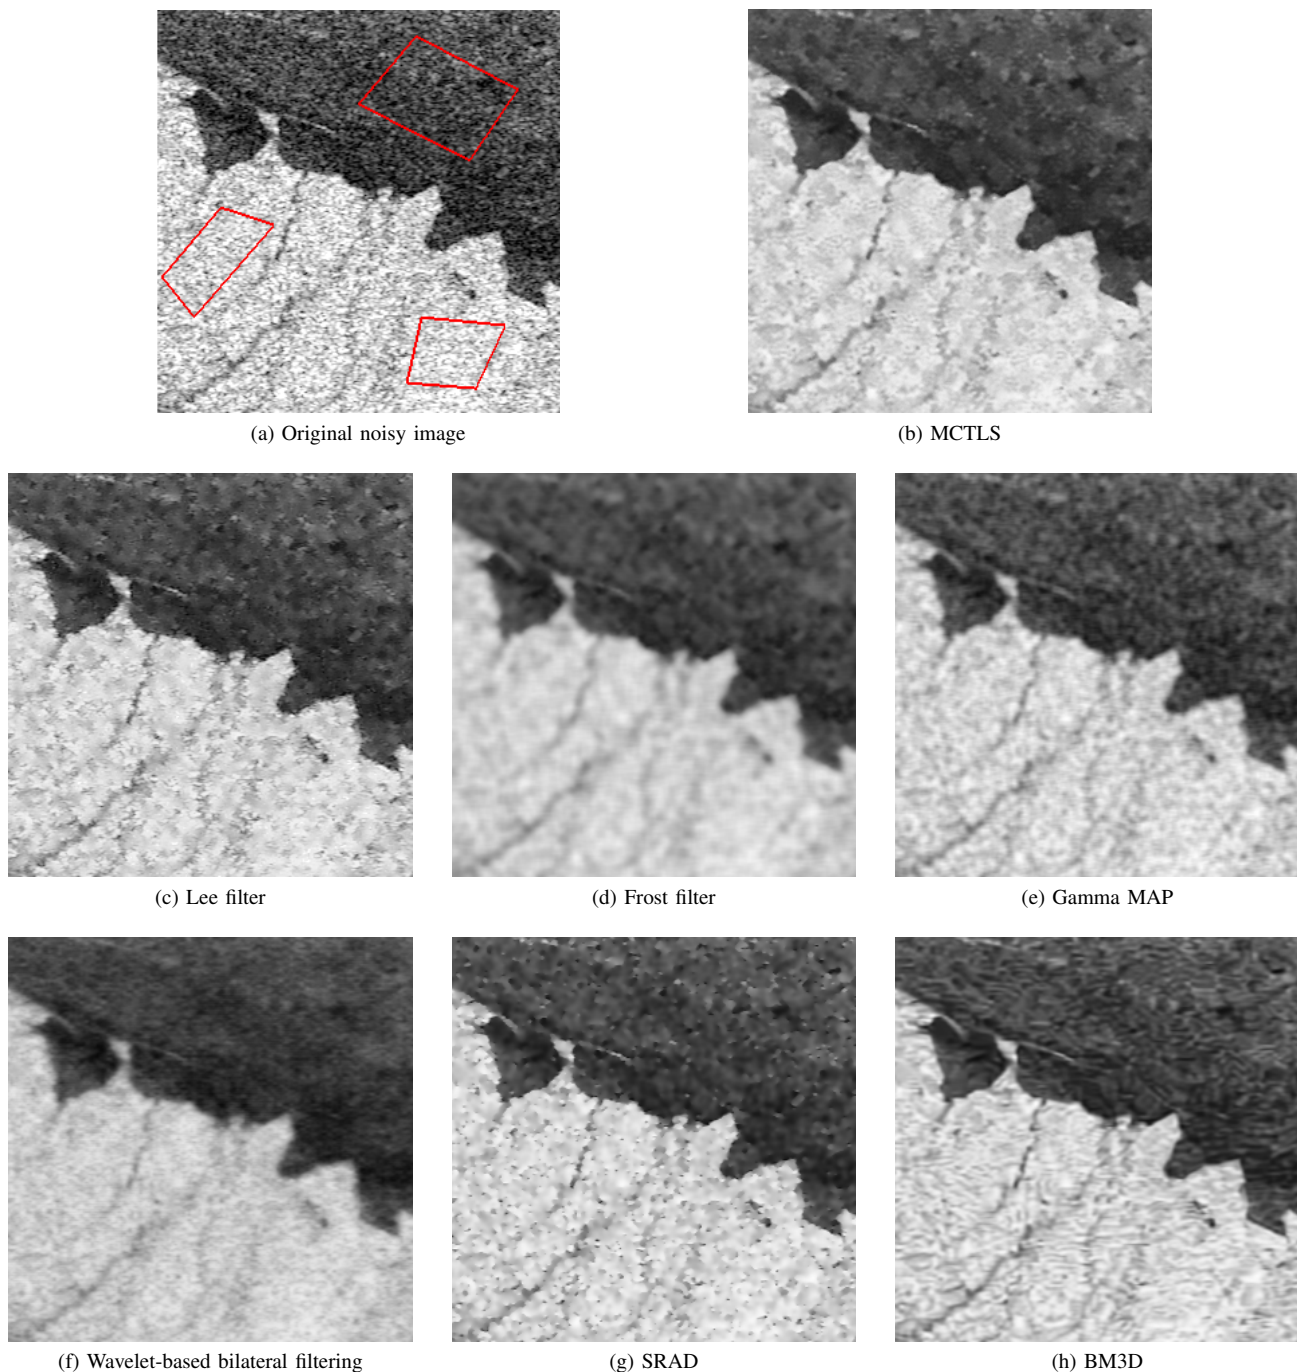 (a) Original noisy image
(b) MCTLS
(c) Lee filter
(d) Frost filter
(e) Gamma MAP
(f) Wavelet-based bilateral filtering
(g) SRAD
(h) BM3D